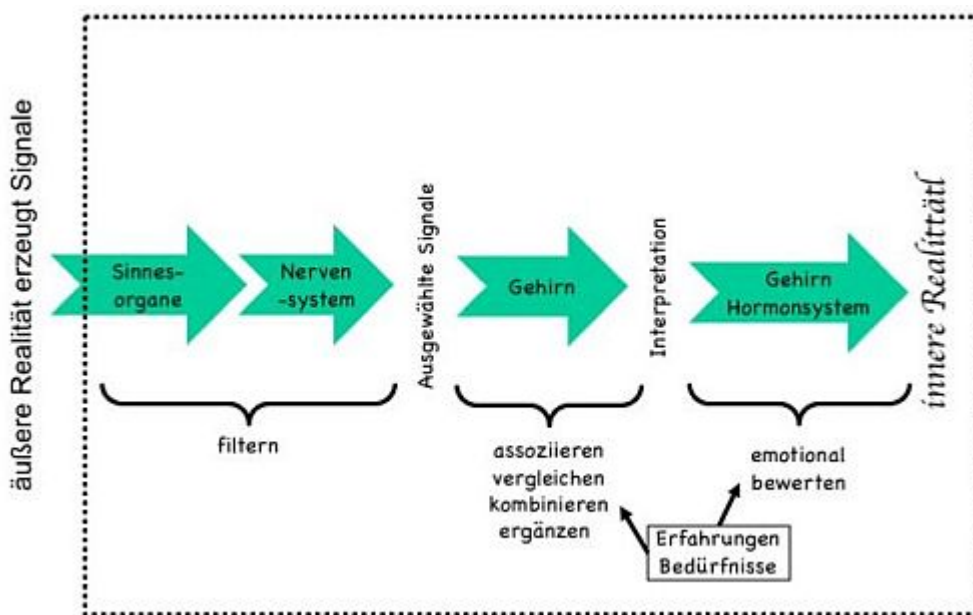 äußere Realität erzeugt Signale
Sinnes-
organe
Nerven
-system
Ausgewählte Signale
Gehirn
Interpretation
Gehirn
Hormonsystem
innere Realittätl
filtern
assoziieren
vergleichen
kombinieren
ergänzen
emotional
bewerten
Erfahrungen
Bedürfnisse